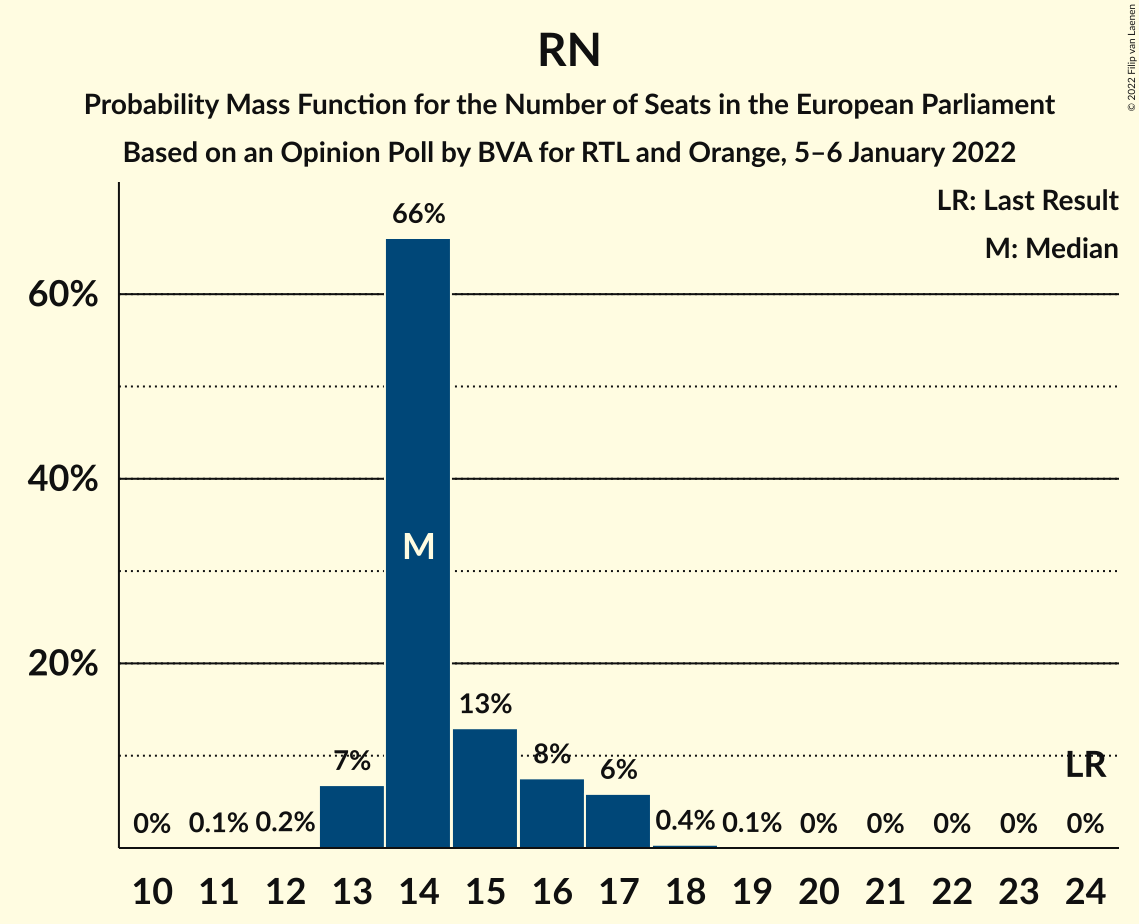 RN
Probability Mass Function for the Number of Seats in the European Parliament
Based on an Opinion Poll by BVA for RTL and Orange, 5–6 January 2022
© 2022 Filip van Laenen
LR: Last Result
M: Median
66%
60%
40%
M
20%
13%
7%
8%
6%
LR
0% 0.1% 0.2% 0.4% 0.1% 0% 0% 0% 0% 0%
10 11 12 13 14 15 16 17 18 19 20 21 22 23 24